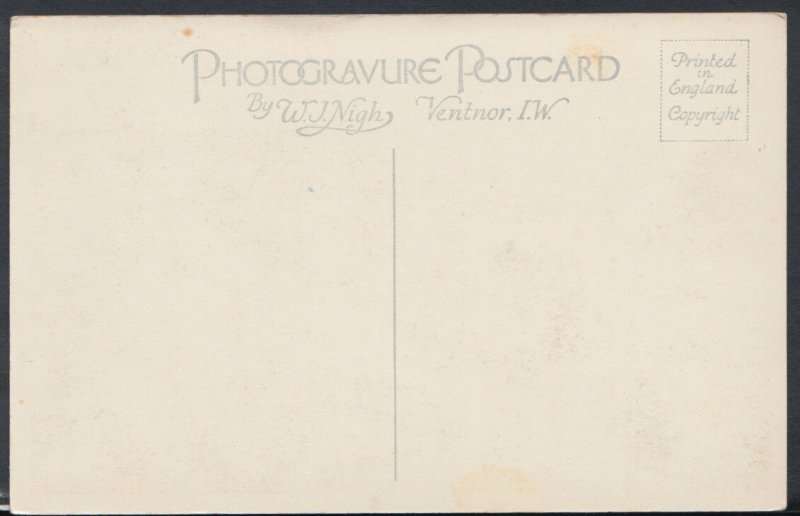 PHOTOGRAVURE POSTCARD
By W.J. Nigh, Ventnor, I.W.
Printed
in
England
Copyright